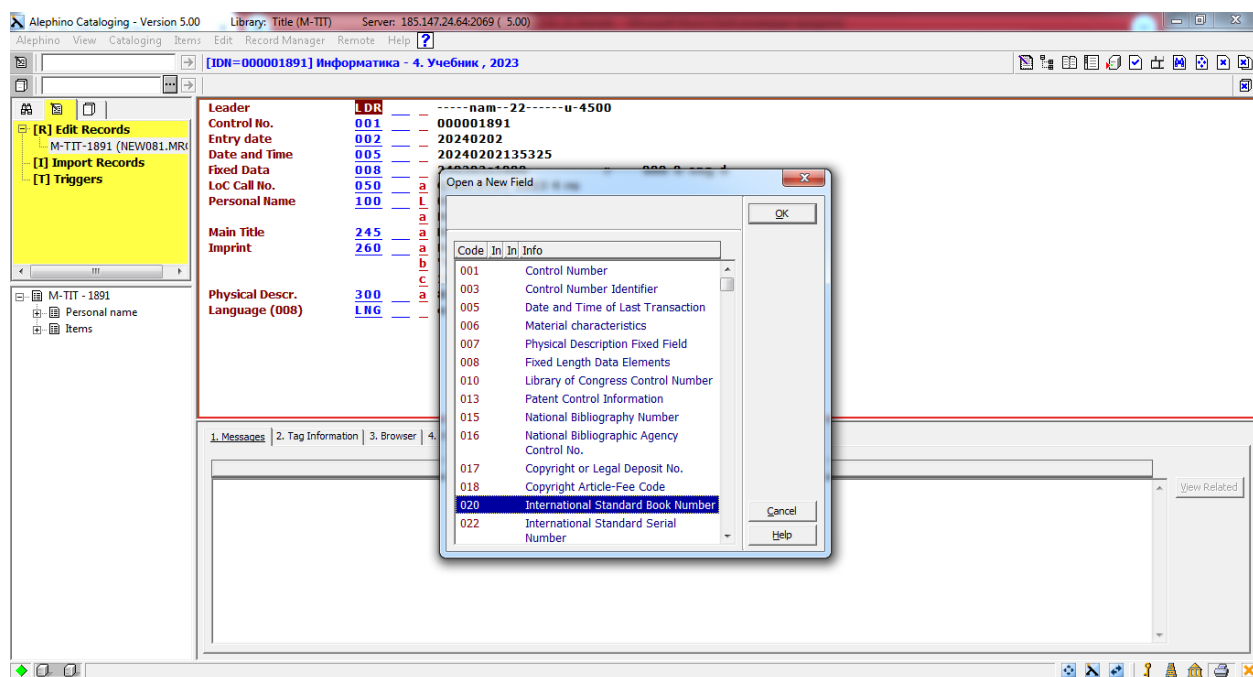 Alephino Cataloging - Version 5.00 Library: Title (M-TIT) Server: 185.147.24.64:2069 ( 5.00)
Alephino View Cataloging Items Edit Record Manager Remote Help ?
[IDN=000001891] Информатика - 4. Учебник , 2023
[R] Edit Records
M-TIT-1891 (NEW081.MR
[I] Import Records
[T] Triggers
M-TIT - 1891
Personal name
Items
Leader LDR -----nam--22------u-4500
Control No. 001 000001891
Entry date 002 20240202
Date and Time 005 20240202135325
Fixed Data 008
LoC Call No. 050 a
Personal Name 100 L
a
Main Title 245 a
Imprint 260 a
b
c
Physical Descr. 300 a
Language (008) LNG
Open a New Field
OK
Code In In Info
001 Control Number
003 Control Number Identifier
005 Date and Time of Last Transaction
006 Material characteristics
007 Physical Description Fixed Field
008 Fixed Length Data Elements
010 Library of Congress Control Number
013 Patent Control Information
015 National Bibliography Number
016 National Bibliographic Agency
Control No.
017 Copyright or Legal Deposit No.
018 Copyright Article-Fee Code
020 International Standard Book Number
022 International Standard Serial
Number
Cancel
Help
1. Messages 2. Tag Information 3. Browser 4.
View Related